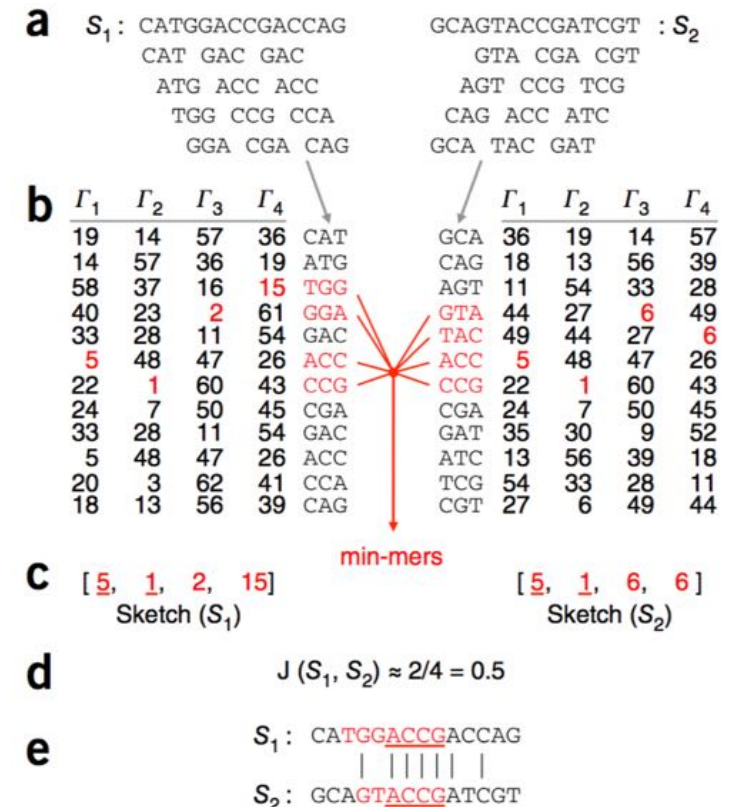 a S₁ : CATGGACCGACCAG GCAGTACCGATCGT : S₂
CAT GAC GAC GTA CGA CGT
ATG ACC ACC AGT CCG TCG
TGG CCG CCA CAG ACC ATC
GGA CGA CAG GCA TAC GAT
b Γ₁ Γ₂ Γ₃ Γ₄ Γ₁ Γ₂ Γ₃ Γ₄
19 14 57 36 CAT GCA 36 19 14 57
14 57 36 19 ATG CAG 18 13 56 39
58 37 16 15 TGG AGT 11 54 33 28
40 23 2 61 GGA GTA 44 27 6 49
33 28 11 54 GAC TAC 49 44 27 6
5 48 47 26 ACC ACC 5 48 47 26
22 1 60 43 CCG CCG 22 1 60 43
24 7 50 45 CGA CGA 24 7 50 45
33 28 11 54 GAC GAT 35 30 9 52
5 48 47 26 ACC ATC 13 56 39 18
20 3 62 41 CCA TCG 54 33 28 11
18 13 56 39 CAG CGT 27 6 49 44
min-mers
c [ 5, 1, 2, 15] [ 5, 1, 6, 6 ]
Sketch (S₁) Sketch (S₂)
d J (S₁, S₂) ≈ 2/4 = 0.5
e S₁ : CATGGACCGACCAG
| ||||| |
S₂ : GCAGTACCGATCGT